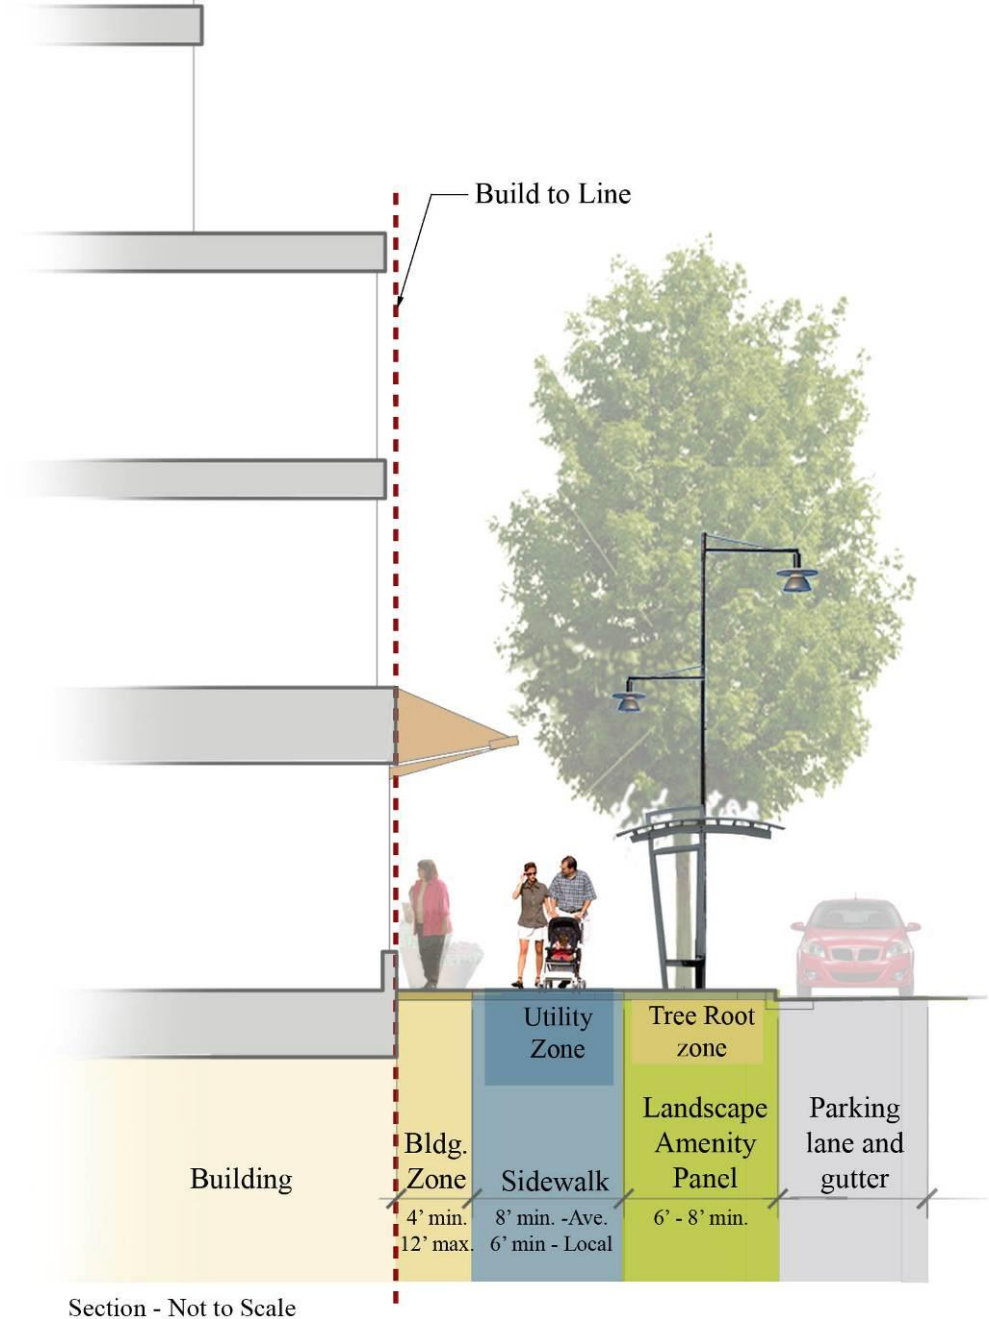 Build to Line
Utility
Zone
Tree Root
zone
Landscape
Amenity
Panel
Parking
lane and
gutter
Bldg.
Zone
Building
Sidewalk
4' min.
12' max.
8' min. -Ave.
6' min - Local
6' - 8' min.
Section - Not to Scale